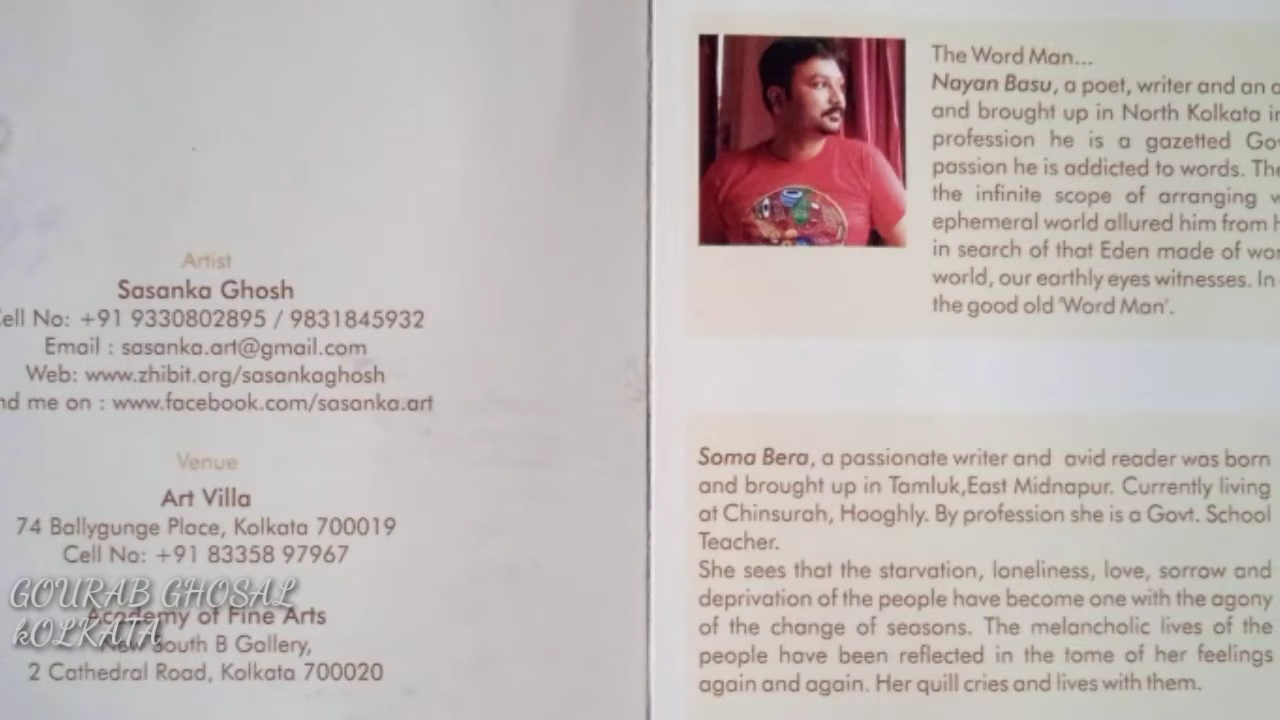 Artist
Sasanka Ghosh
ell No: +91 9330802895 / 9831845932
Email : sasanka.art@gmail.com
Web: www.zhibit.org/sasankaghosh
nd me on : www.facebook.com/sasanka.art
Venue
Art Villa
74 Ballygunge Place, Kolkata 700019
Cell No: +91 83358 97967
Academy of Fine Arts
New South B Gallery,
2 Cathedral Road, Kolkata 700020
GOURAB GHOSAL
kOLKATA
The Word Man...
Nayan Basu, a poet, writer and an
and brought up in North Kolkata in
profession he is a gazetted Gov
passion he is addicted to words. The
the infinite scope of arranging
ephemeral world allured him from
in search of that Eden made of wor
world, our earthly eyes witnesses. In
the good old 'Word Man'.
Soma Bera, a passionate writer and avid reader was born
and brought up in Tamluk,East Midnapur. Currently living
at Chinsurah, Hooghly. By profession she is a Govt. School
Teacher.
She sees that the starvation, loneliness, love, sorrow and
deprivation of the people have become one with the agony
of the change of seasons. The melancholic lives of the
people have been reflected in the tome of her feelings
again and again. Her quill cries and lives with them.